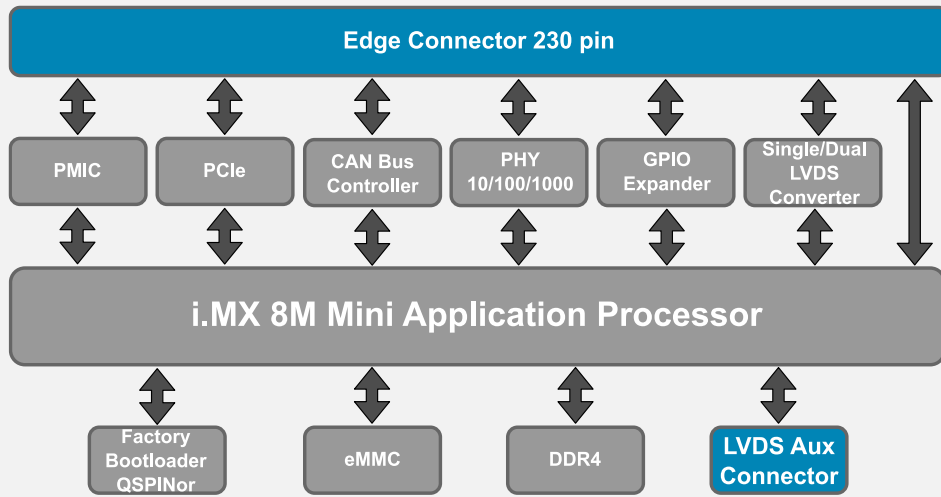 Edge Connector 230 pin
PMIC
PCIe
CAN Bus
Controller
PHY
10/100/1000
GPIO
Expander
Single/Dual
LVDS
Converter
i.MX 8M Mini Application Processor
Factory
Bootloader
QSPINor
eMMC
DDR4
LVDS Aux
Connector